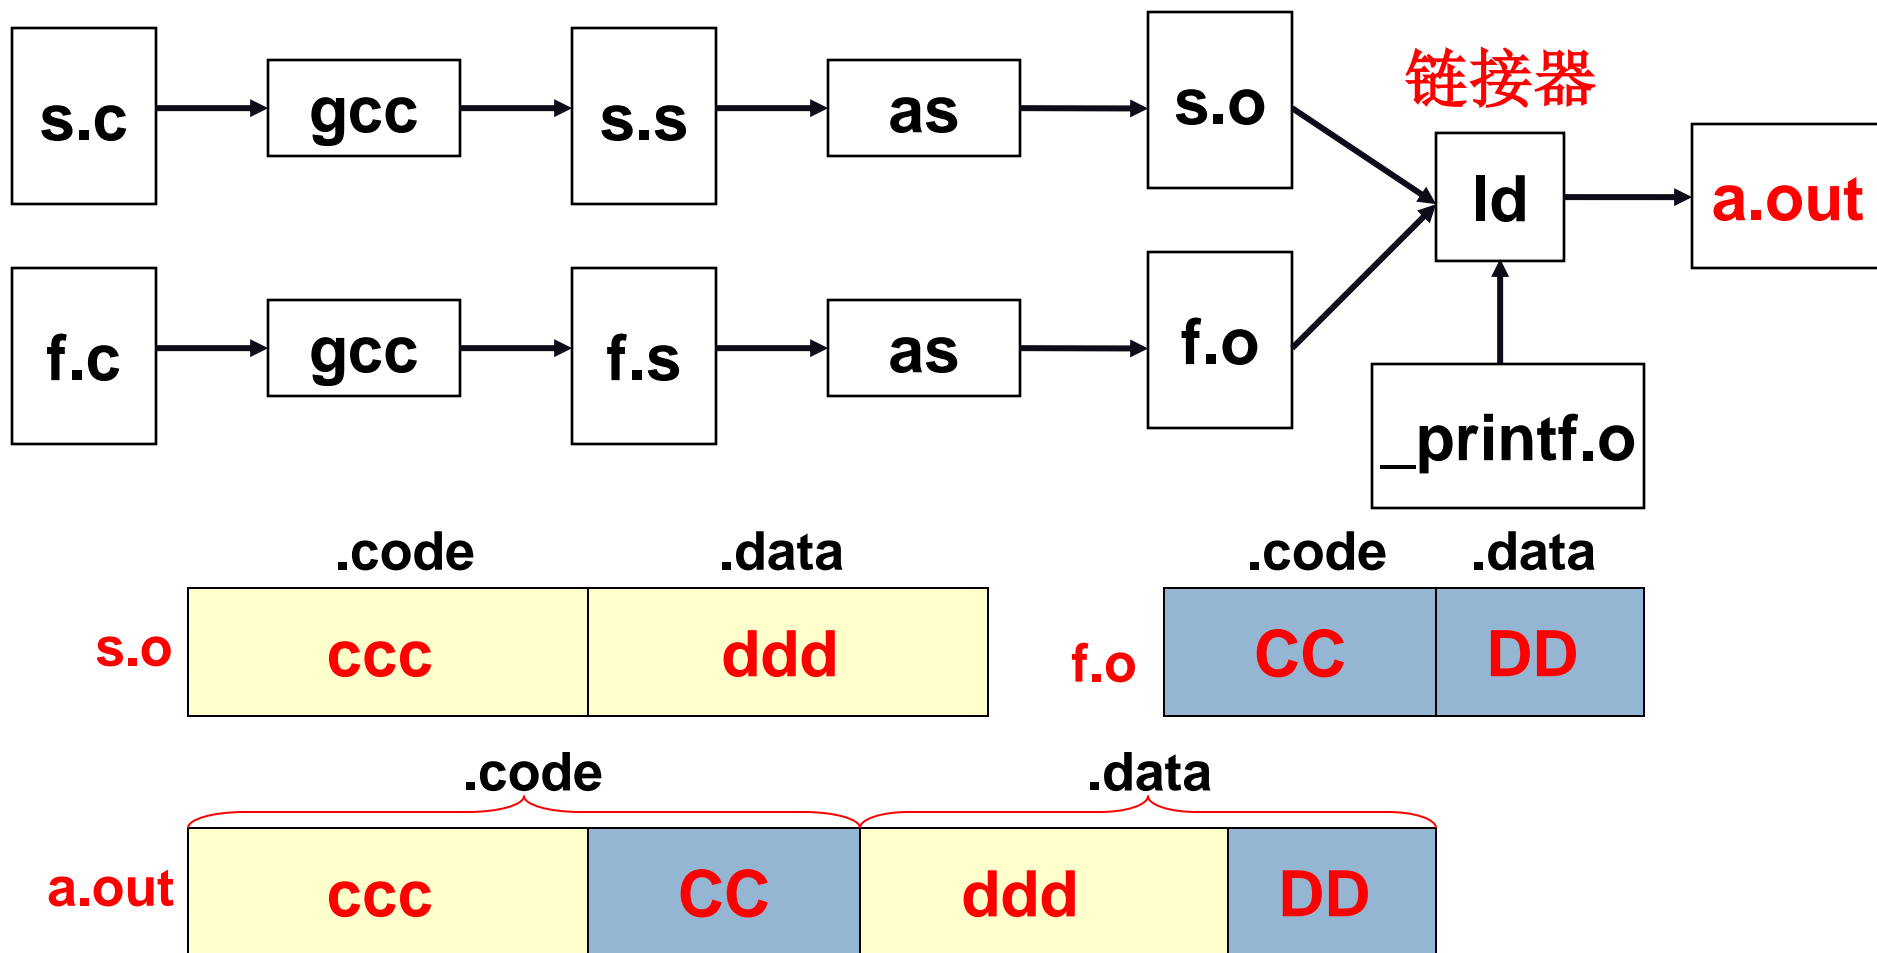 s.c
gcc
s.s
as
s.o
链接器
ld
a.out
f.c
gcc
f.s
as
f.o
_printf.o
.code .data
s.o ccc ddd
.code .data
f.o CC DD
.code .data
a.out ccc CC ddd DD